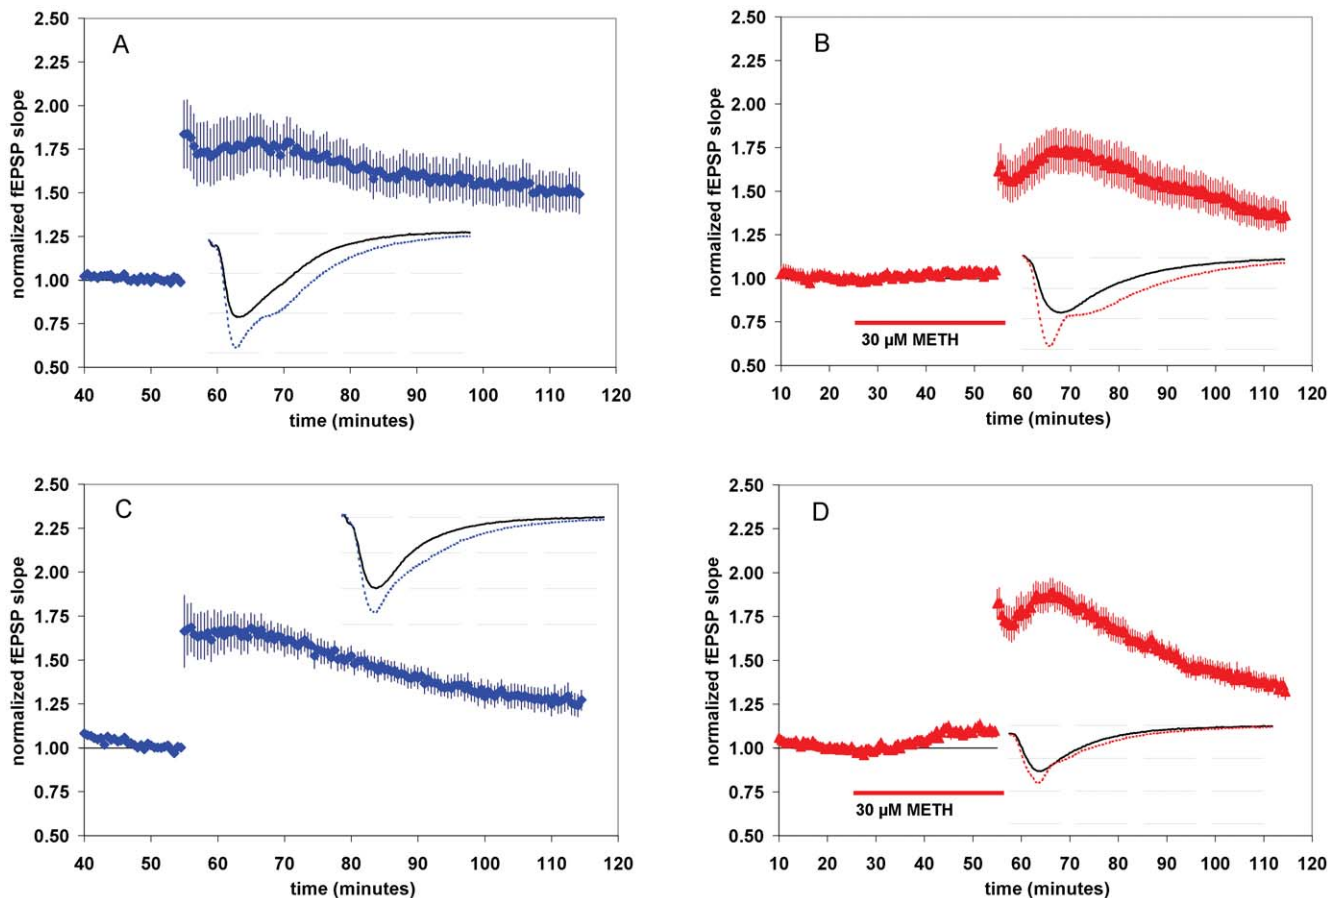 A
normalized fEPSP slope
2.50
2.25
2.00
1.75
1.50
1.25
1.00
0.75
0.50
40 50 60 70 80 90 100 110 120
time (minutes)
B
normalized fEPSP slope
2.50
2.25
2.00
1.75
1.50
1.25
1.00
0.75
0.50
30 µM METH
10 20 30 40 50 60 70 80 90 100 110 120
time (minutes)
C
normalized fEPSP slope
2.50
2.25
2.00
1.75
1.50
1.25
1.00
0.75
0.50
40 50 60 70 80 90 100 110 120
time (minutes)
D
normalized fEPSP slope
2.50
2.25
2.00
1.75
1.50
1.25
1.00
0.75
0.50
30 µM METH
10 20 30 40 50 60 70 80 90 100 110 120
time (minutes)